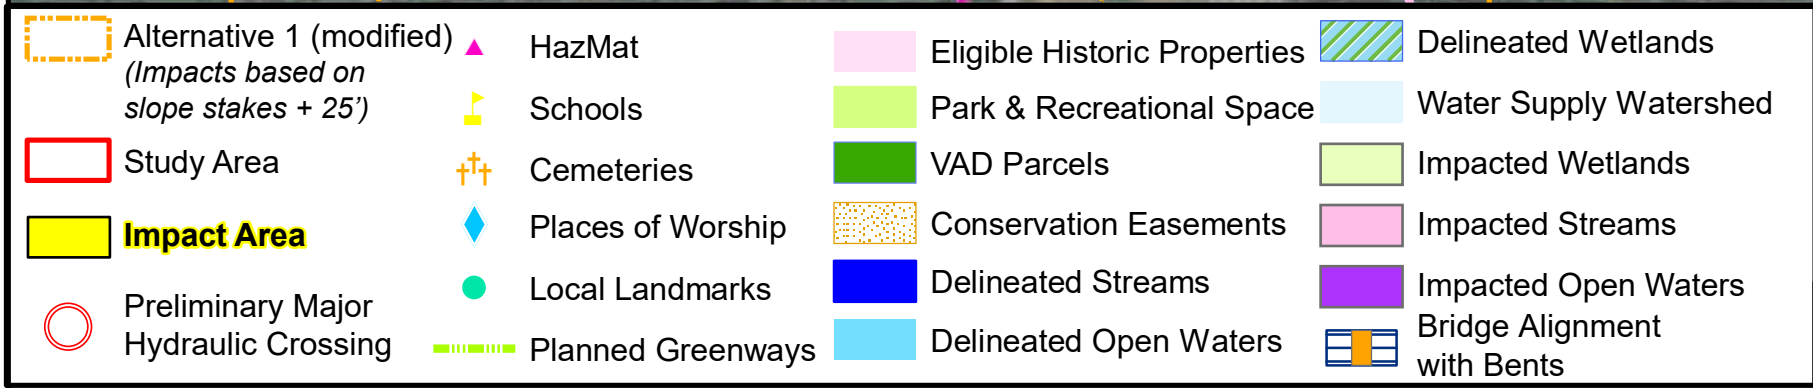 Alternative 1 (modified)
(Impacts based on
slope stakes + 25’)
Study Area
Impact Area
Preliminary Major
Hydraulic Crossing
HazMat
Schools
Cemeteries
Places of Worship
Local Landmarks
Planned Greenways
Eligible Historic Properties
Park & Recreational Space
VAD Parcels
Conservation Easements
Delineated Streams
Delineated Open Waters
Delineated Wetlands
Water Supply Watershed
Impacted Wetlands
Impacted Streams
Impacted Open Waters
Bridge Alignment
with Bents